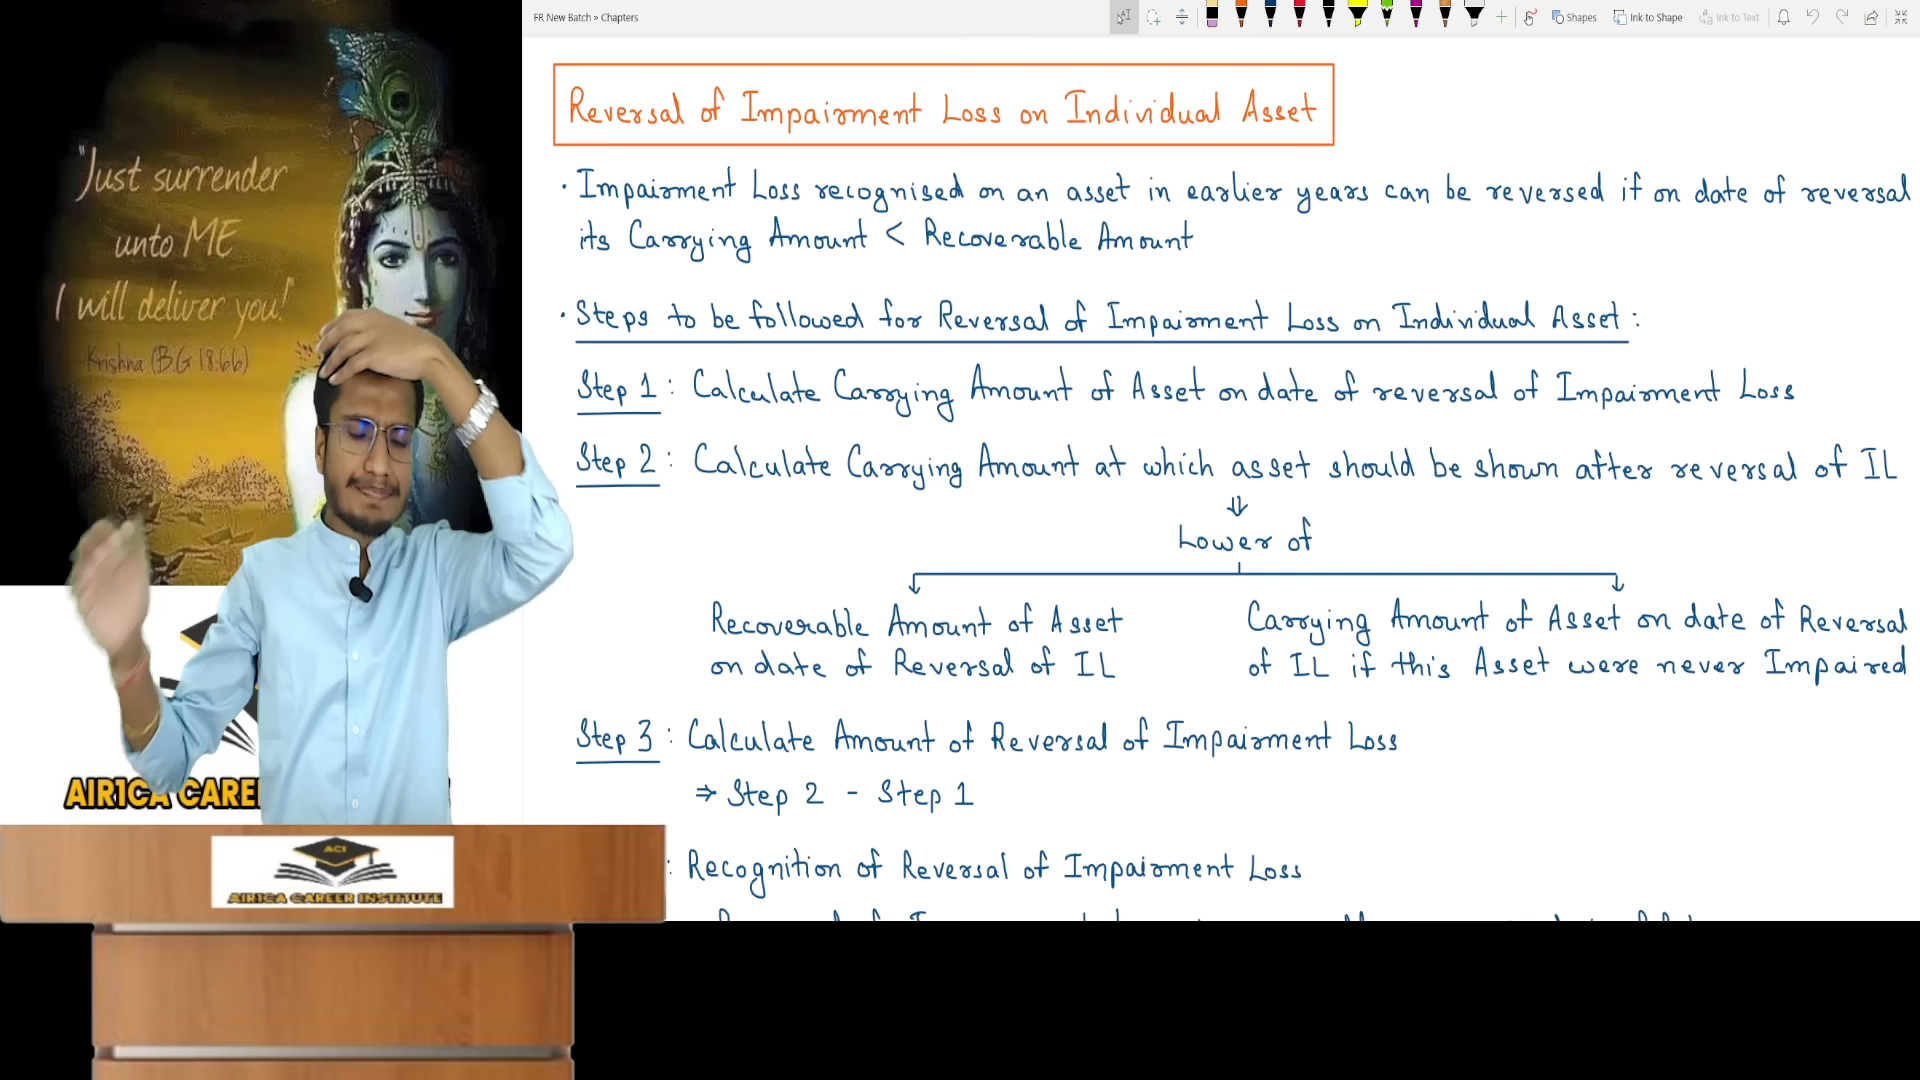 FR New Batch » Chapters
Shapes
Ink to Shape
Ink to Text
Reversal of Impairment Loss on Individual Asset
"Just surrender
unto ME
I will deliver you!"
- Krishna (B.G 18:66)
· Impairment Loss recognised on an asset in earlier years can be reversed if on date of reversal
its Carrying Amount < Recoverable Amount
· Steps to be followed for Reversal of Impairment Loss on Individual Asset :
Step 1 : Calculate Carrying Amount of Asset on date of reversal of Impairment Loss
Step 2 : Calculate Carrying Amount at which asset should be shown after reversal of IL
⇓
Lower of
Recoverable Amount of Asset
on date of Reversal of IL
Carrying Amount of Asset on date of Reversal
of IL if this Asset were never Impaired
Step 3 : Calculate Amount of Reversal of Impairment Loss
⇒ Step 2 - Step 1
: Recognition of Reversal of Impairment Loss
AIR1CA CARE
ACI
AIR1CA CAREER INSTITUTE